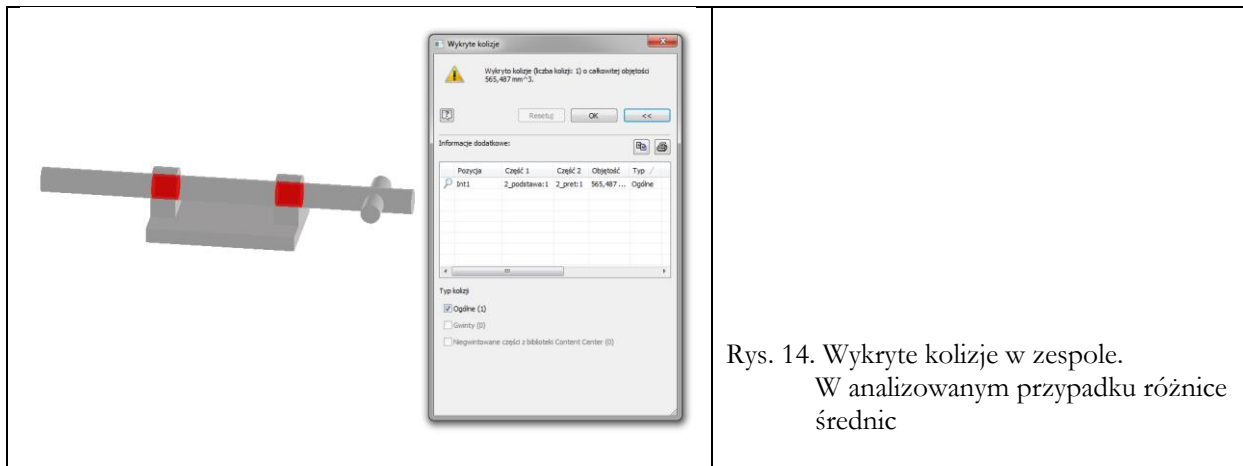 Wykryte kolizje
Wykryto kolizje (liczba kolizji: 1) o całkowitej objętości
565,487 mm^3.
Resetuj OK <<
Informacje dodatkowe:
Pozycja Część 1 Część 2 Objętość Typ /
Int1 2_podstawa:1 2_pret:1 565,487 ... Ogólne
Typ kolizji
Ogólne (1)
Gwinty (0)
Niegwintowane części z biblioteki Content Center (0)
Rys. 14. Wykryte kolizje w zespole.
W analizowanym przypadku różnice
średnic